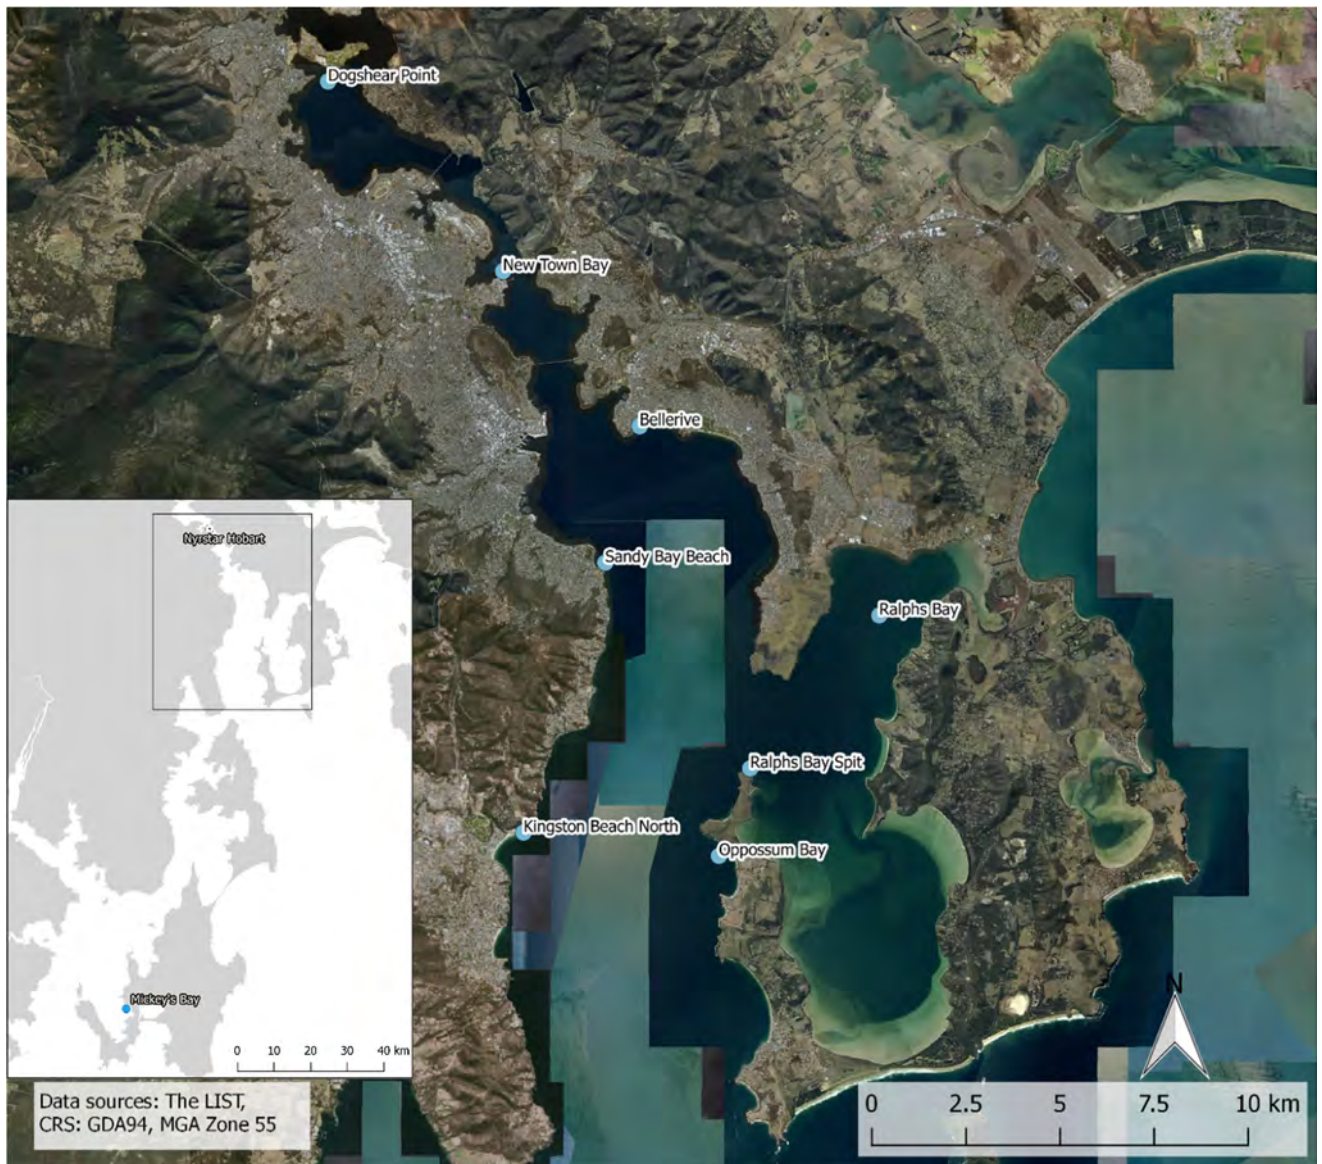 Dogshear Point
New Town Bay
Bellerive
Sandy Bay Beach
Ralphs Bay
Ralphs Bay Spit
Kingston Beach North
Oppossum Bay
Nyrstar Hobart
Mickey's Bay
0 10 20 30 40 km
N
Data sources: The LIST,
CRS: GDA94, MGA Zone 55
0 2.5 5 7.5 10 km